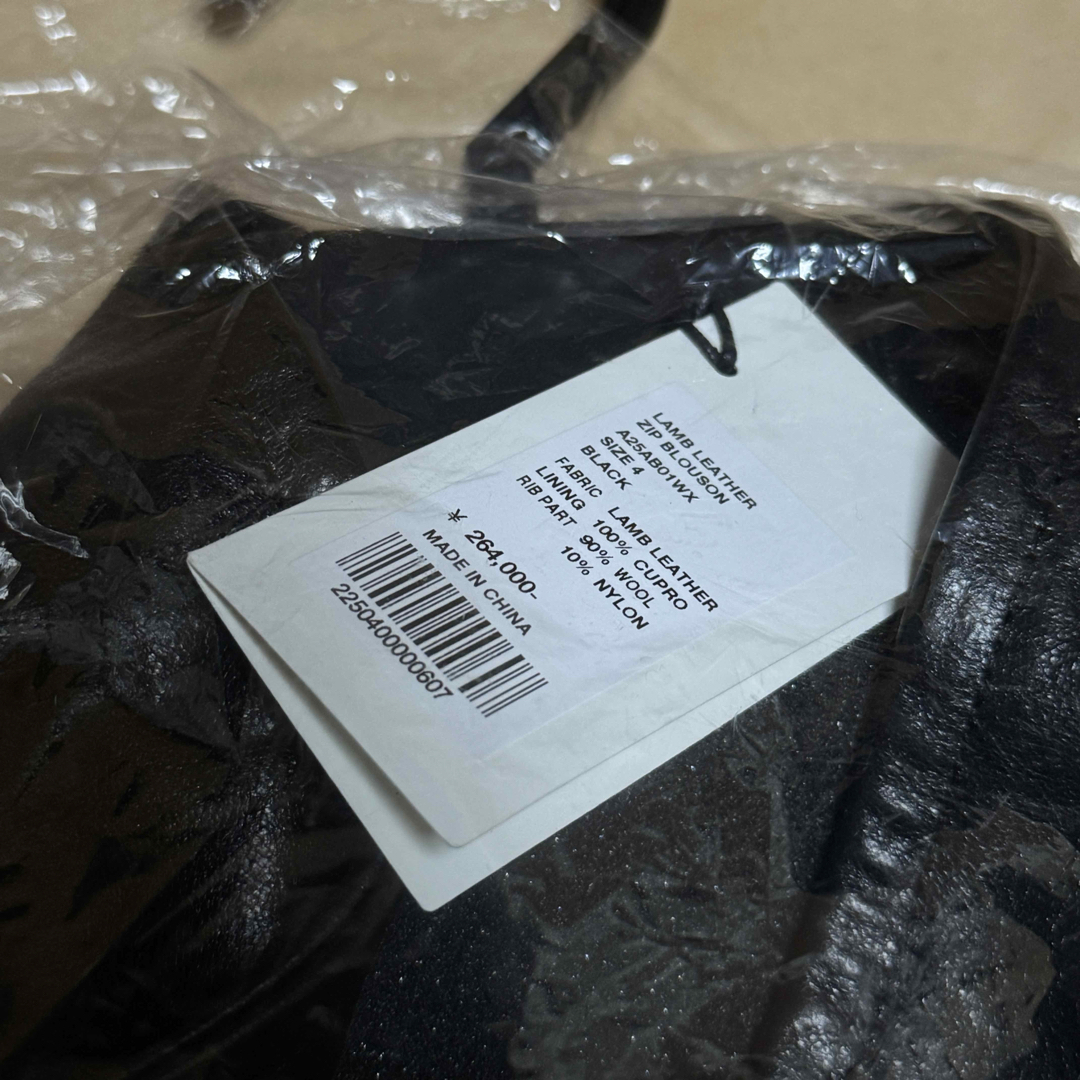 LAMB LEATHER
ZIP BLOUSON
A25AB01WX
SIZE 4
BLACK
FABRIC LAMB LEATHER
LINING 100% CUPRO
RIB PART 90% WOOL
10% NYLON
¥ 264,000-
MADE IN CHINA
2250400000607